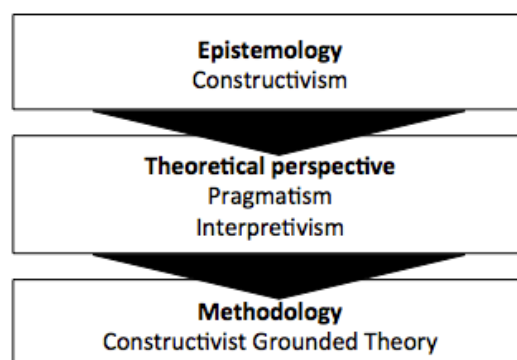 Epistemology
Constructivism
Theoretical perspective
Pragmatism
Interpretivism
Methodology
Constructivist Grounded Theory